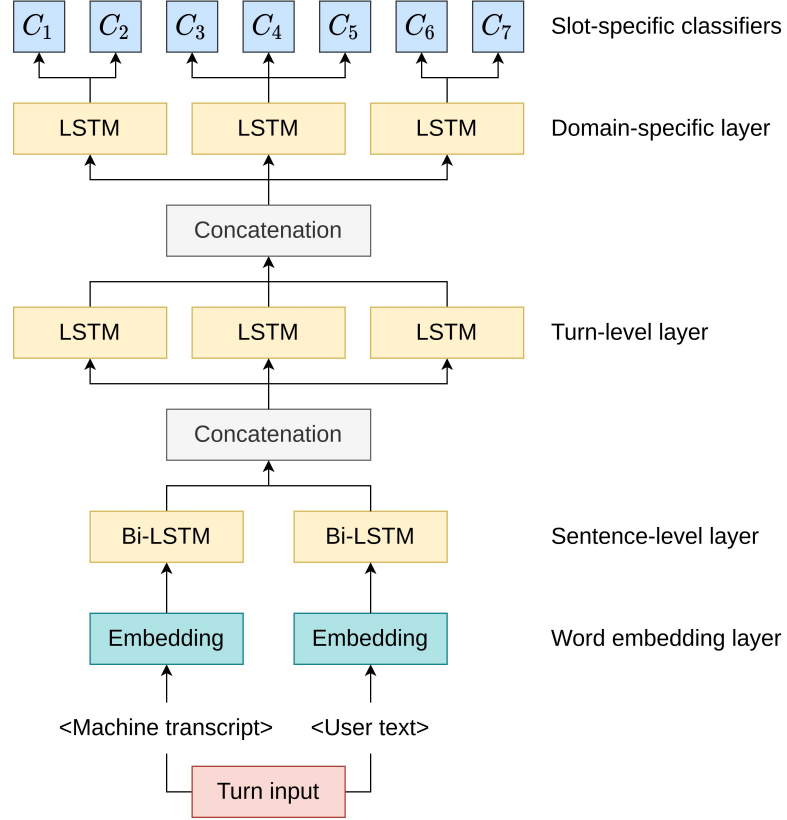 C1 C2 C3 C4 C5 C6 C7 Slot-specific classifiers
LSTM LSTM LSTM Domain-specific layer
Concatenation
LSTM LSTM LSTM Turn-level layer
Concatenation
Bi-LSTM Bi-LSTM Sentence-level layer
Embedding Embedding Word embedding layer
<Machine transcript> <User text>
Turn input